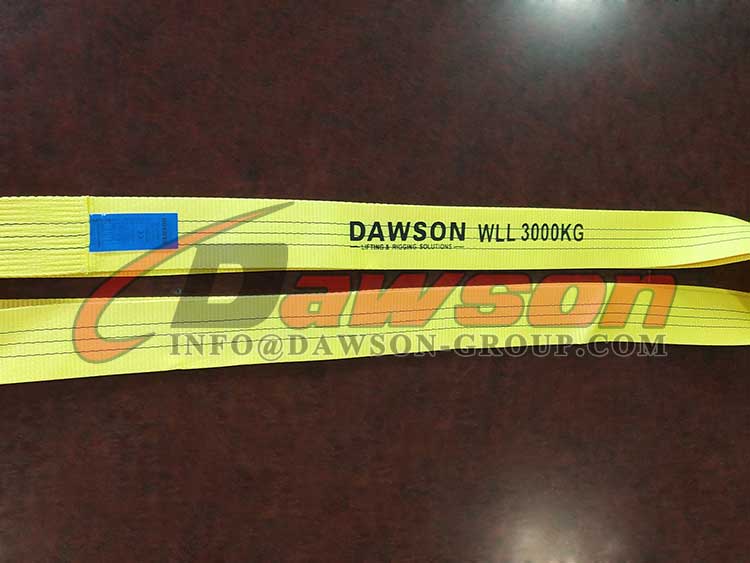 DAWSON WLL 3000KG
LIFTING & RIGGING SOLUTIONS
Dawson
INFO@DAWSON-GROUP.COM